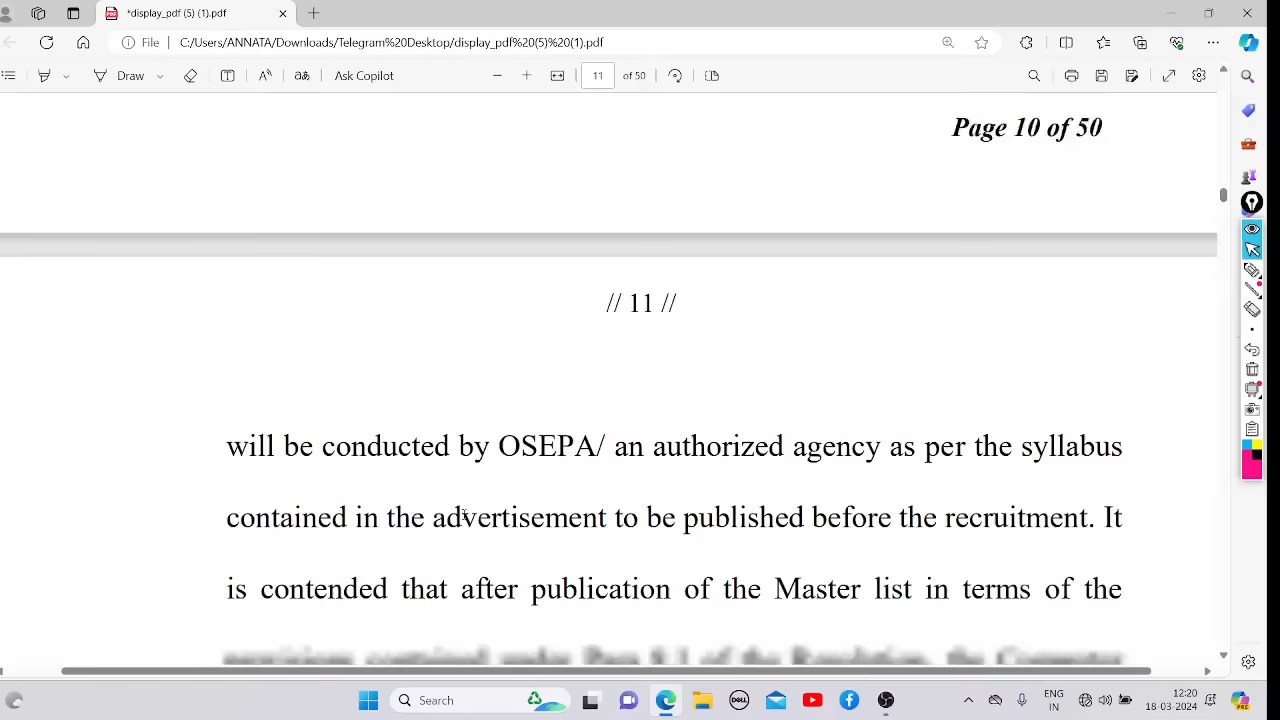 *display_pdf (5) (1).pdf
File
C:/Users/ANNATA/Downloads/Telegram%20Desktop/display_pdf%20(5)%20(1).pdf
Draw
Ask Copilot
11 of 50
Page 10 of 50
// 11 //
will be conducted by OSEPA/ an authorized agency as per the syllabus
contained in the advertisement to be published before the recruitment. It
is contended that after publication of the Master list in terms of the
Search
ENG
IN
12:20
18-03-2024